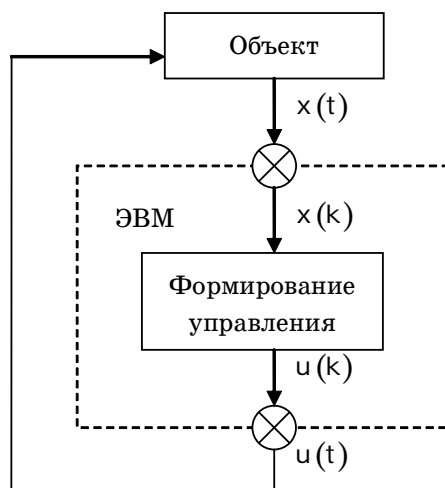 Объект
x(t)
ЭВМ
x(k)
Формирование
управления
u(k)
u(t)